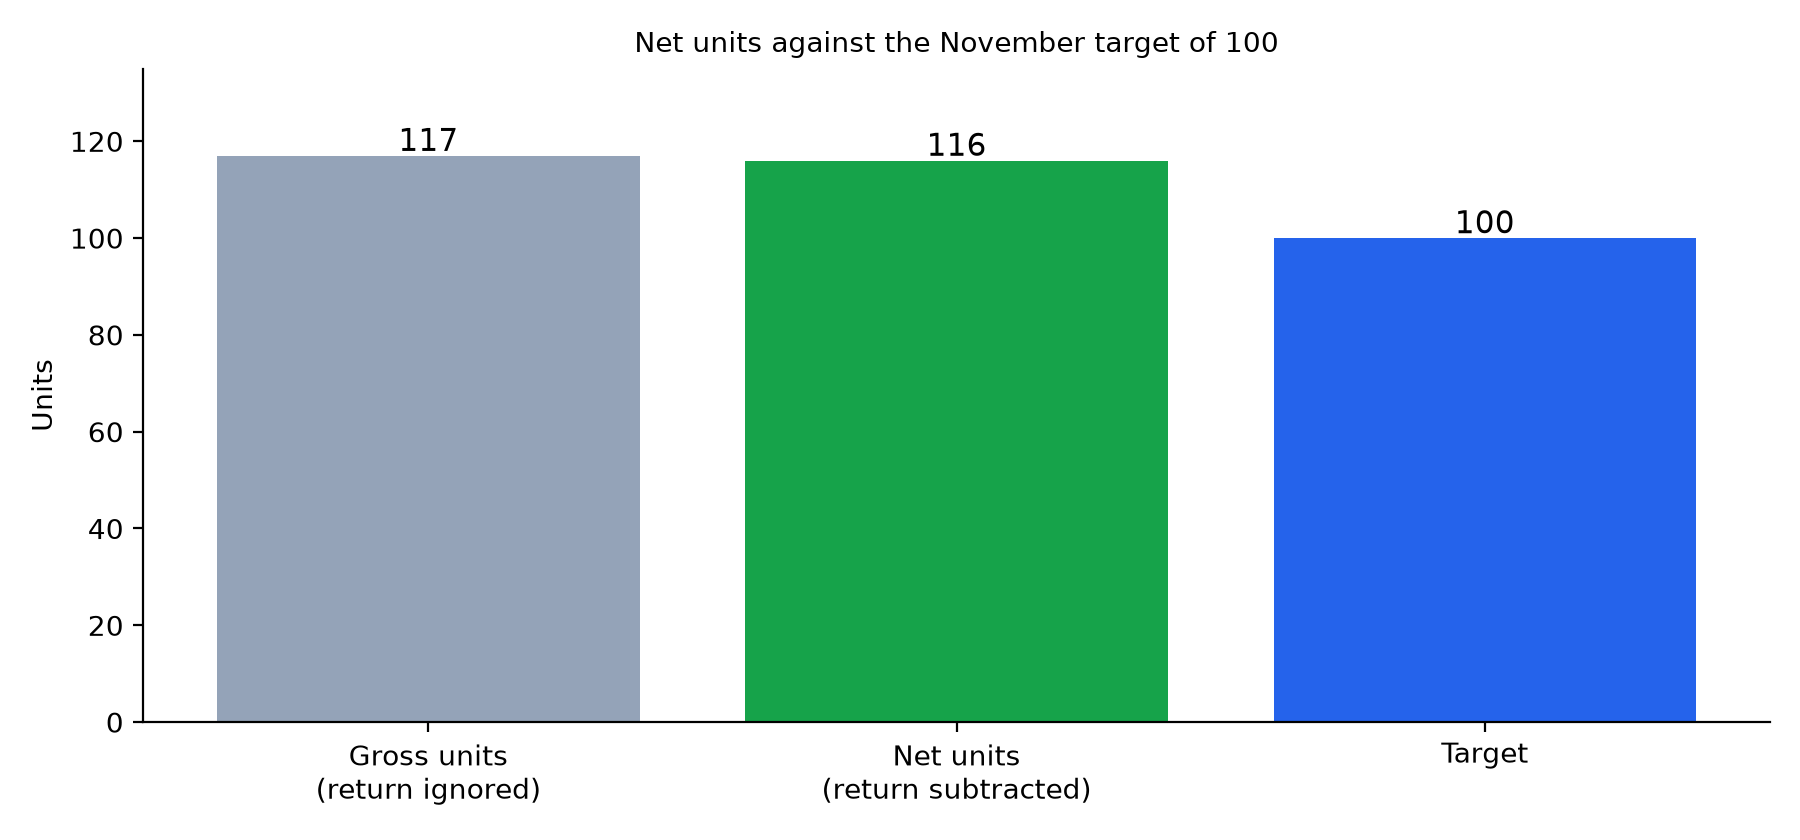 Net units against the November target of 100
Units
120
100
80
60
40
20
0
117
116
100
Gross units
(return ignored)
Net units
(return subtracted)
Target